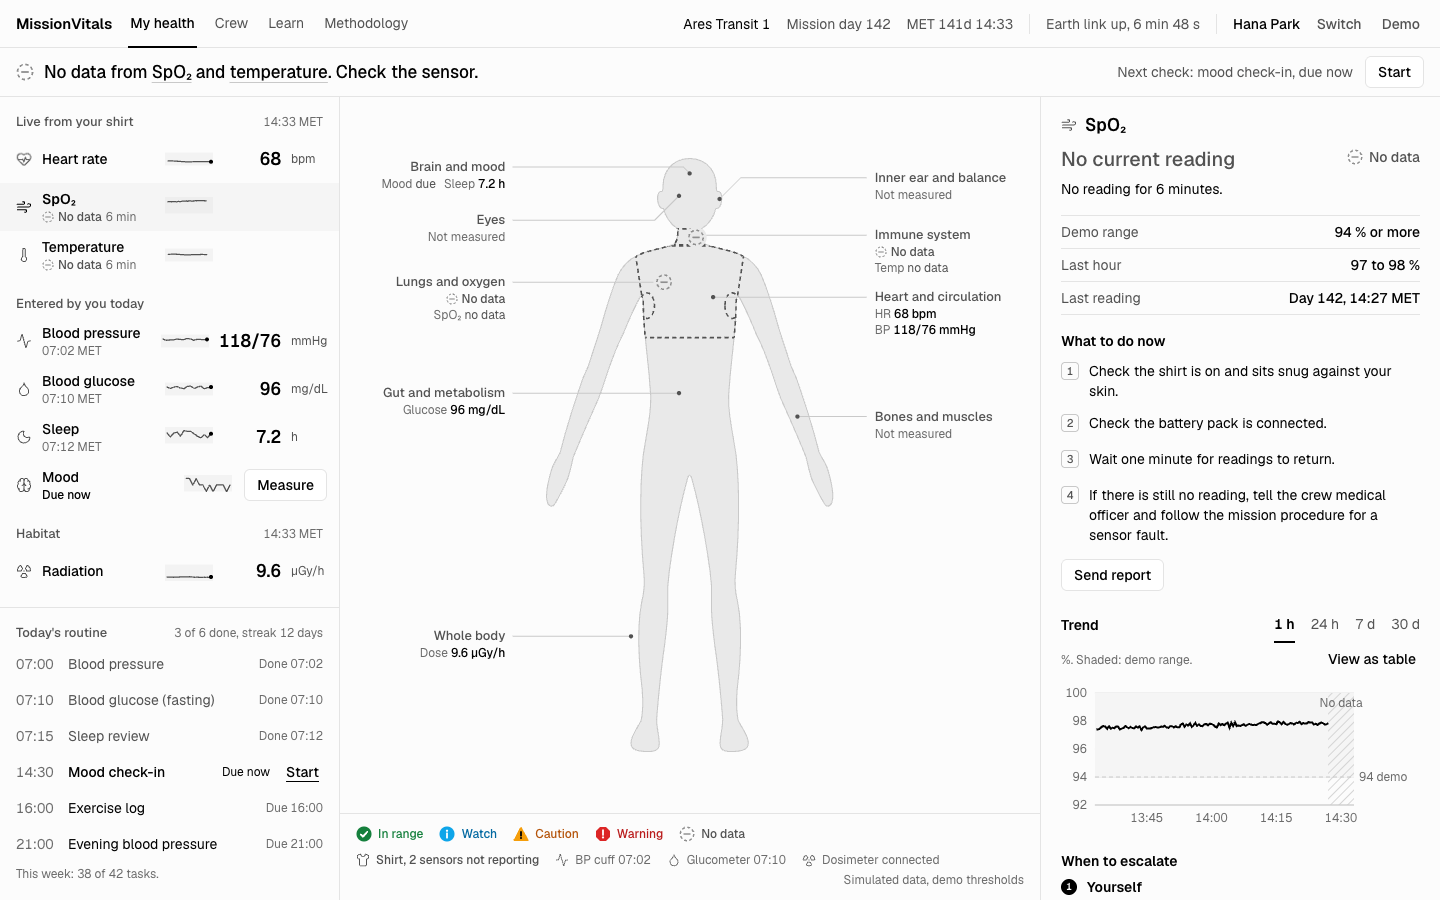 MissionVitals My health Crew Learn Methodology Ares Transit 1 Mission day 142 MET 141d 14:33 Earth link up, 6 min 48 s Hana Park Switch Demo
No data from SpO₂ and temperature. Check the sensor. Next check: mood check-in, due now Start
Live from your shirt 14:33 MET
Heart rate 68 bpm
SpO₂
No data 6 min
Temperature
No data 6 min
Entered by you today
Blood pressure 118/76 mmHg
07:02 MET
Blood glucose 96 mg/dL
07:10 MET
Sleep 7.2 h
07:12 MET
Mood Measure
Due now
Habitat 14:33 MET
Radiation 9.6 µGy/h
Today's routine 3 of 6 done, streak 12 days
07:00 Blood pressure Done 07:02
07:10 Blood glucose (fasting) Done 07:10
07:15 Sleep review Done 07:12
14:30 Mood check-in Due now Start
16:00 Exercise log Due 16:00
21:00 Evening blood pressure Due 21:00
This week: 38 of 42 tasks.
Brain and mood
Mood due Sleep 7.2 h
Eyes
Not measured
Lungs and oxygen
No data
SpO₂ no data
Gut and metabolism
Glucose 96 mg/dL
Whole body
Dose 9.6 µGy/h
Inner ear and balance
Not measured
Immune system
No data
Temp no data
Heart and circulation
HR 68 bpm
BP 118/76 mmHg
Bones and muscles
Not measured
In range Watch Caution Warning No data
Shirt, 2 sensors not reporting BP cuff 07:02 Glucometer 07:10 Dosimeter connected
Simulated data, demo thresholds
SpO₂
No current reading No data
No reading for 6 minutes.
Demo range 94 % or more
Last hour 97 to 98 %
Last reading Day 142, 14:27 MET
What to do now
1 Check the shirt is on and sits snug against your
skin.
2 Check the battery pack is connected.
3 Wait one minute for readings to return.
4 If there is still no reading, tell the crew medical
officer and follow the mission procedure for a
sensor fault.
Send report
Trend 1 h 24 h 7 d 30 d
%. Shaded: demo range. View as table
100
No data
98
96
94 94 demo
92
13:45 14:00 14:15 14:30
When to escalate
1 Yourself